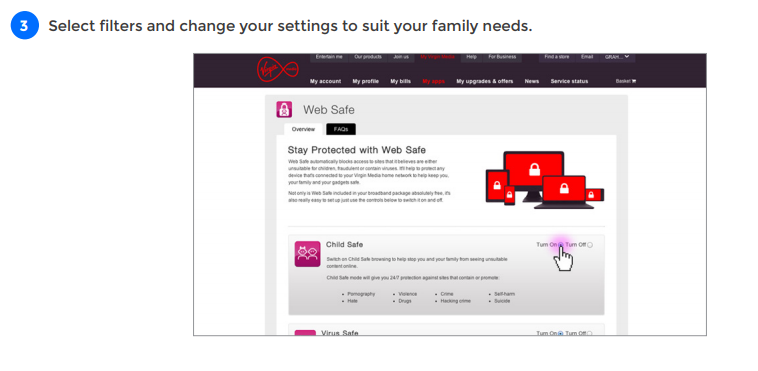 3 Select filters and change your settings to suit your family needs.
Entertain me Our products Join us My Virgin Media Help For Business Find a store Email GRAH...
My account My profile My bills My apps My upgrades & offers News Service status Basket
Web Safe
Overview FAQs
Stay Protected with Web Safe
Web Safe automatically blocks access to sites that it believes are either
unsuitable for children, fraudulent or contain viruses. It'll help to protect any
device that's connected to your Virgin Media home network to help keep you,
your family and your gadgets safe.
Not only is Web Safe included in your broadband package absolutely free, it's
also really easy to set up just use the controls below to switch it on and off.
Child Safe Turn On Turn Off
Switch on Child Safe browsing to help stop you and your family from seeing unsuitable
content online.
Child Safe mode will give you 24/7 protection against sites that contain or promote:
• Pornography • Violence • Crime • Self-harm
• Hate • Drugs • Hacking crime • Suicide
Virus Safe Turn On Turn Off